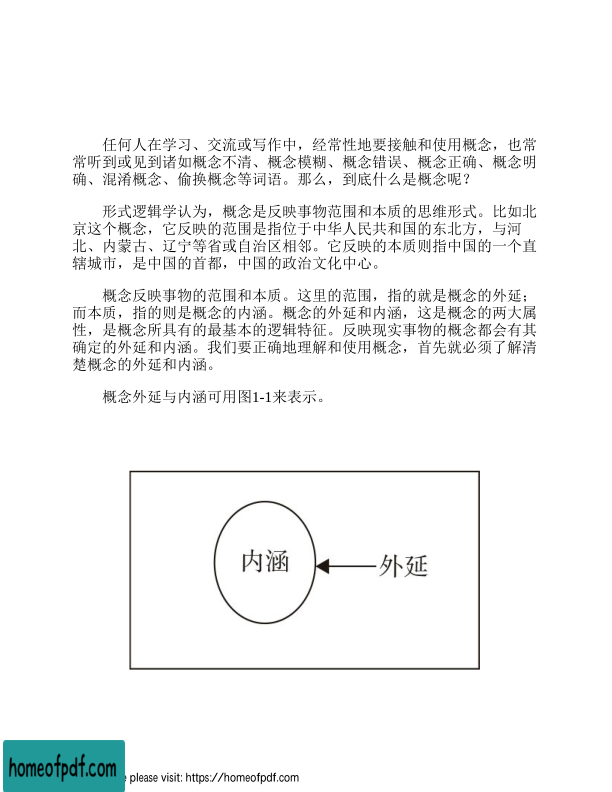 任何人在学习、交流或写作中，经常性地要接触和使用概念，也常
常听到或见到诸如概念不清、概念模糊、概念错误、概念正确、概念明
确、混淆概念、偷换概念等词语。那么，到底什么是概念呢？
形式逻辑学认为，概念是反映事物范围和本质的思维形式。比如北
京这个概念，它反映的范围是指位于中华人民共和国的东北方，与河
北、内蒙古、辽宁等省或自治区相邻。它反映的本质则指中国的一个直
辖城市，是中国的首都，中国的政治文化中心。
概念反映事物的范围和本质。这里的范围，指的就是概念的外延；
而本质，指的则是概念的内涵。概念的外延和内涵，这是概念的两大属
性，是概念所具有的最基本的逻辑特征。反映现实事物的概念都会有其
确定的外延和内涵。我们要正确地理解和使用概念，首先就必须了解清
楚概念的外延和内涵。
概念外延与内涵可用图1-1来表示。
内涵
外延
homeofpdf.com
e please visit: https://homeofpdf.com